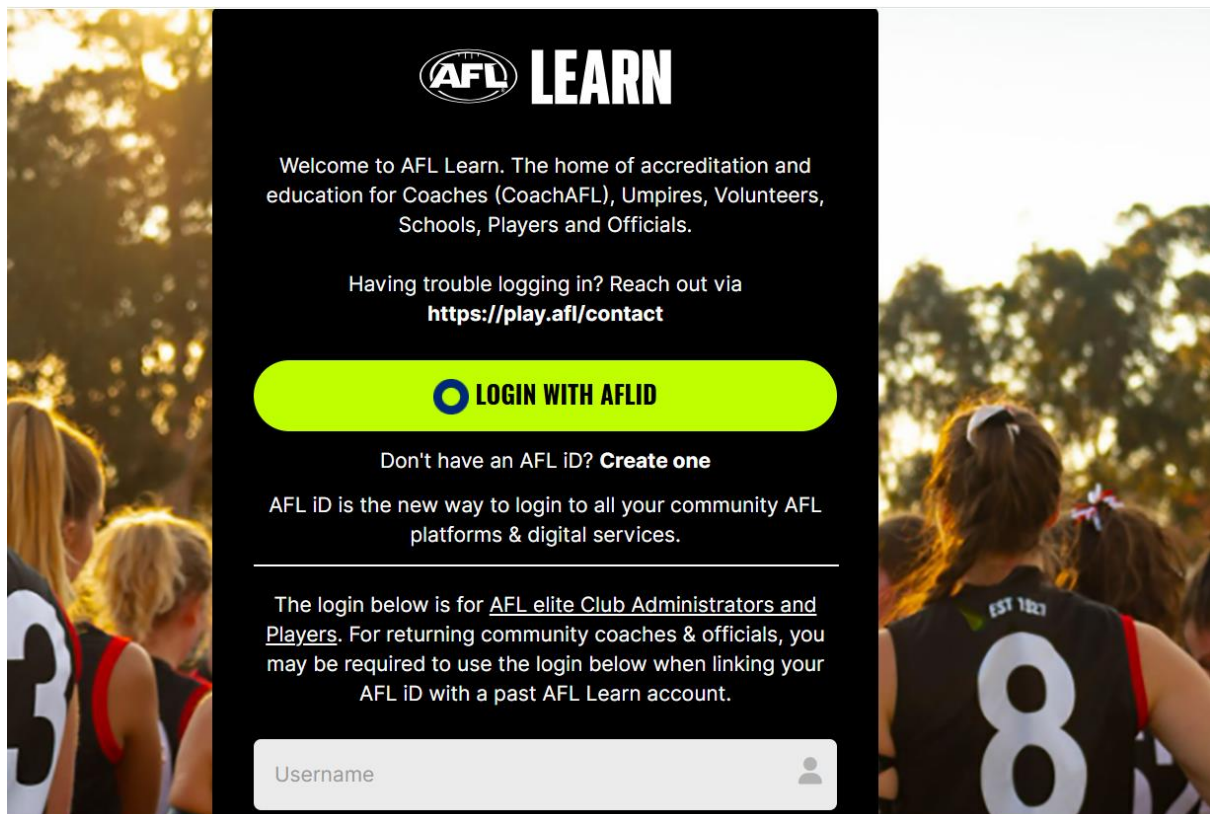 AFL LEARN
Welcome to AFL Learn. The home of accreditation and
education for Coaches (CoachAFL), Umpires, Volunteers,
Schools, Players and Officials.
Having trouble logging in? Reach out via
https://play.afl/contact
LOGIN WITH AFLID
Don't have an AFL iD? Create one
AFL iD is the new way to login to all your community AFL
platforms & digital services.
The login below is for AFL elite Club Administrators and
Players. For returning community coaches & officials, you
may be required to use the login below when linking your
AFL iD with a past AFL Learn account.
Username
3
EST 1927
8